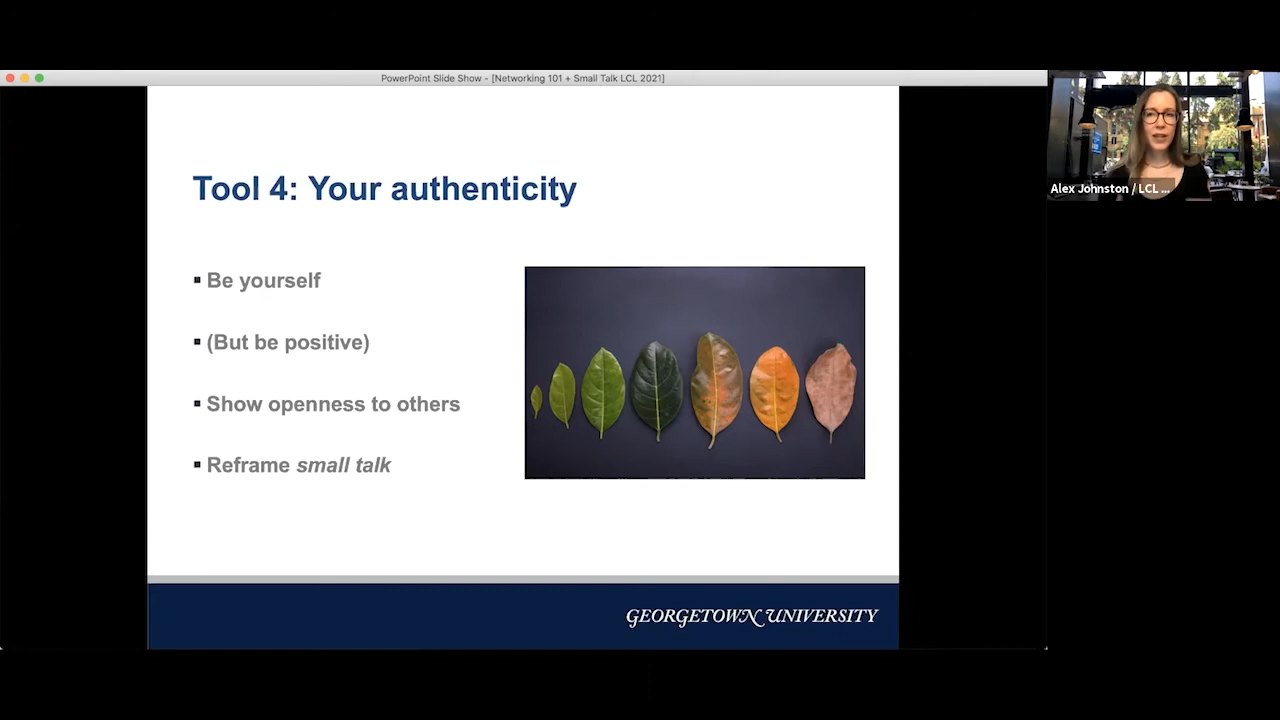 PowerPoint Slide Show - [Networking 101 + Small Talk LCL 2021]
Alex Johnston / LCL ...
Tool 4: Your authenticity
▪ Be yourself
▪ (But be positive)
▪ Show openness to others
▪ Reframe small talk
GEORGETOWN UNIVERSITY